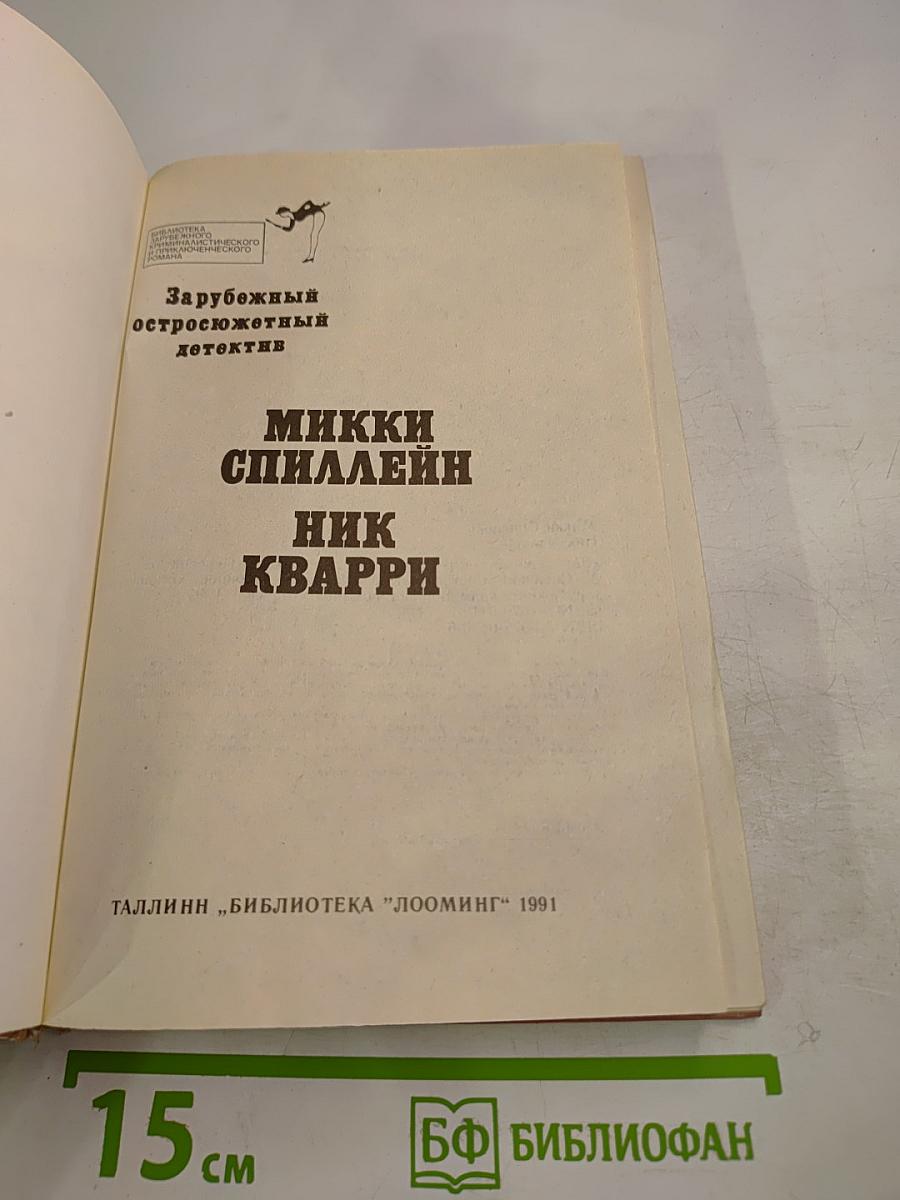 БИБЛИОТЕКА
ЗАРУБЕЖНОГО
КРИМИНАЛИСТИЧЕСКОГО
И ПРИКЛЮЧЕНЧЕСКОГО
РОМАНА
Зарубежный
остросюжетный
детектив
МИККИ
СПИЛЛЕЙН
НИК
КВАРРИ
ТАЛЛИНН „БИБЛИОТЕКА ”ЛООМИНГ“ 1991
15 см
БФ БИБЛИОФАН